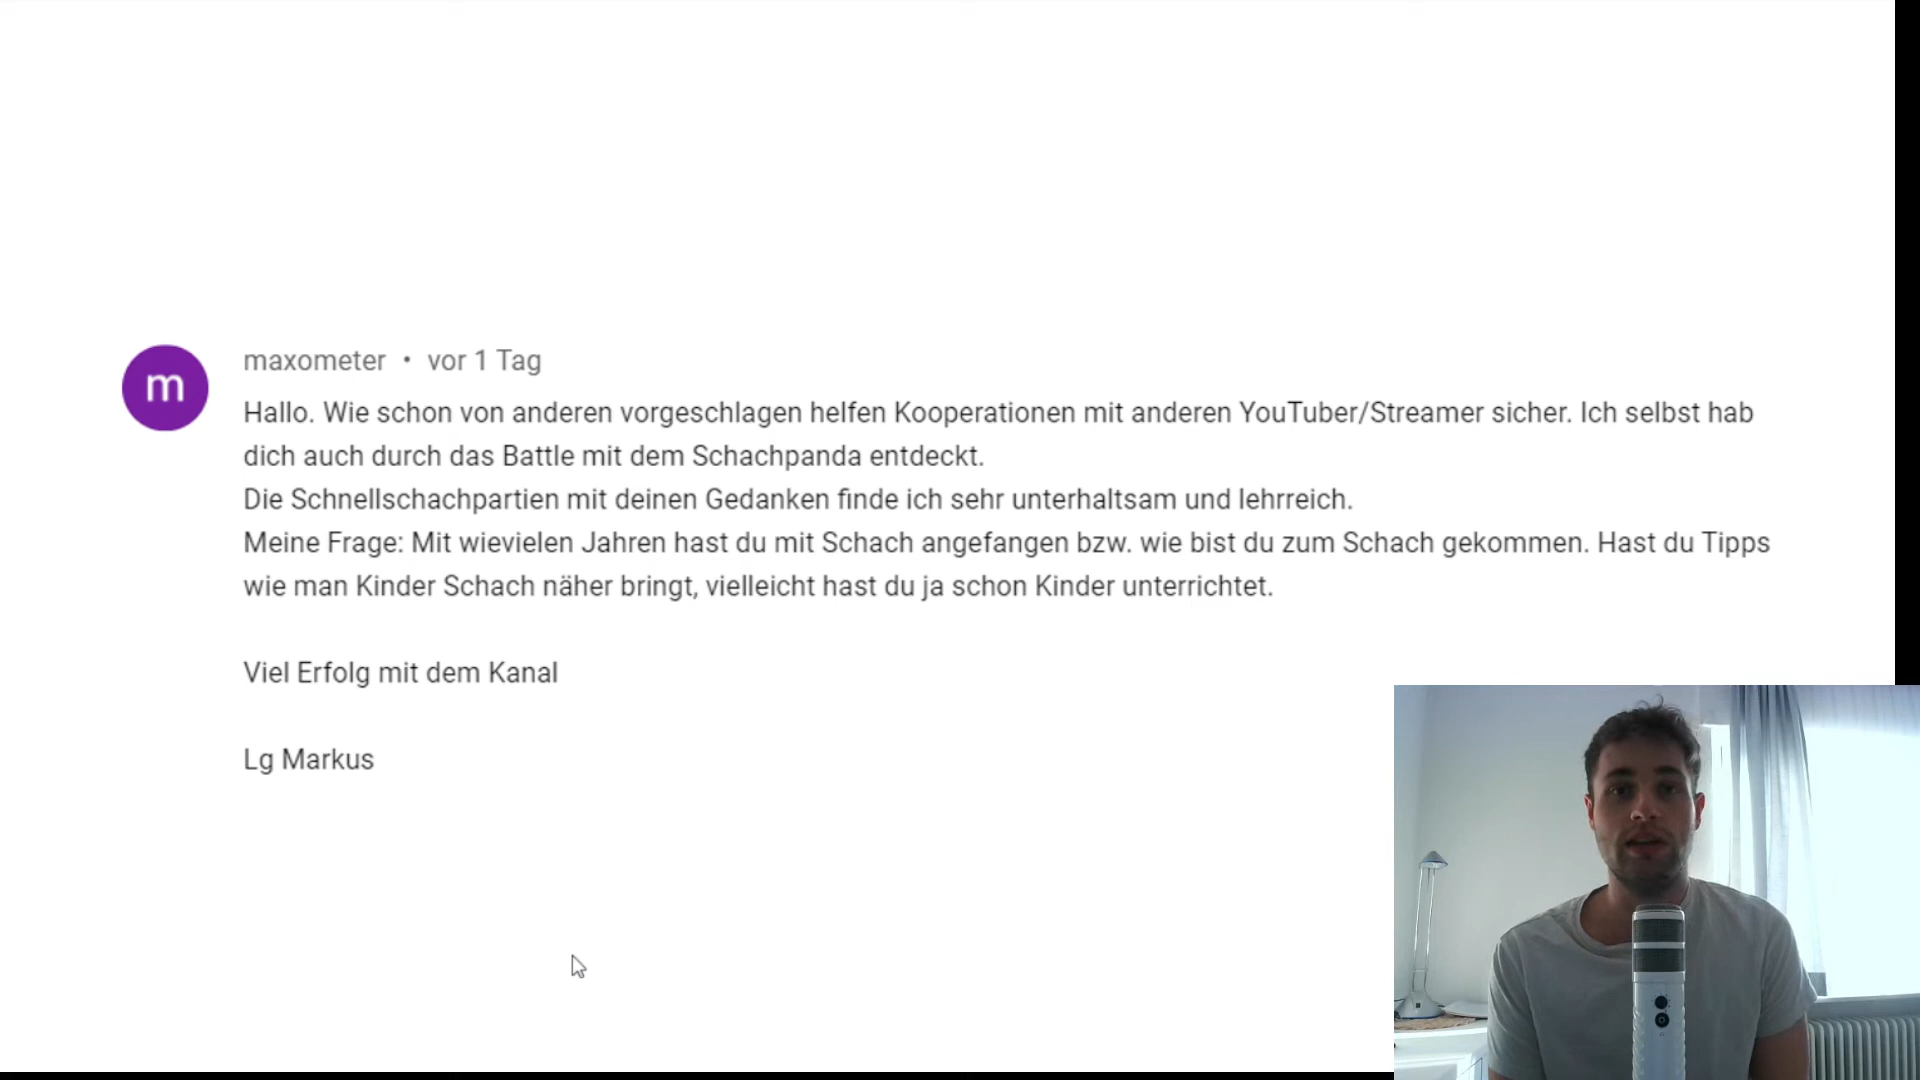 m
maxometer • vor 1 Tag
Hallo. Wie schon von anderen vorgeschlagen helfen Kooperationen mit anderen YouTuber/Streamer sicher. Ich selbst hab
dich auch durch das Battle mit dem Schachpanda entdeckt.
Die Schnellschachpartien mit deinen Gedanken finde ich sehr unterhaltsam und lehrreich.
Meine Frage: Mit wievielen Jahren hast du mit Schach angefangen bzw. wie bist du zum Schach gekommen. Hast du Tipps
wie man Kinder Schach näher bringt, vielleicht hast du ja schon Kinder unterrichtet.
Viel Erfolg mit dem Kanal
Lg Markus